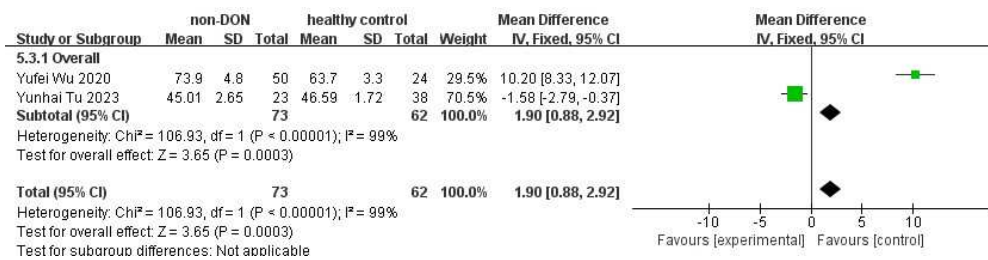 non-DON healthy control Mean Difference Mean Difference
Study or Subgroup Mean SD Total Mean SD Total Weight IV, Fixed, 95% CI IV, Fixed, 95% CI
5.3.1 Overall
Yufei Wu 2020 73.9 4.8 50 63.7 3.3 24 29.5% 10.20 [8.33, 12.07]
Yunhai Tu 2023 45.01 2.65 23 46.59 1.72 38 70.5% -1.58 [-2.79, -0.37]
Subtotal (95% CI) 73 62 100.0% 1.90 [0.88, 2.92]
Heterogeneity: Chi² = 106.93, df = 1 (P < 0.00001); I² = 99%
Test for overall effect: Z = 3.65 (P = 0.0003)
Total (95% CI) 73 62 100.0% 1.90 [0.88, 2.92]
Heterogeneity: Chi² = 106.93, df = 1 (P < 0.00001); I² = 99%
Test for overall effect: Z = 3.65 (P = 0.0003)
Test for subgroup differences: Not applicable
-10 -5 0 5 10
Favours [experimental] Favours [control]